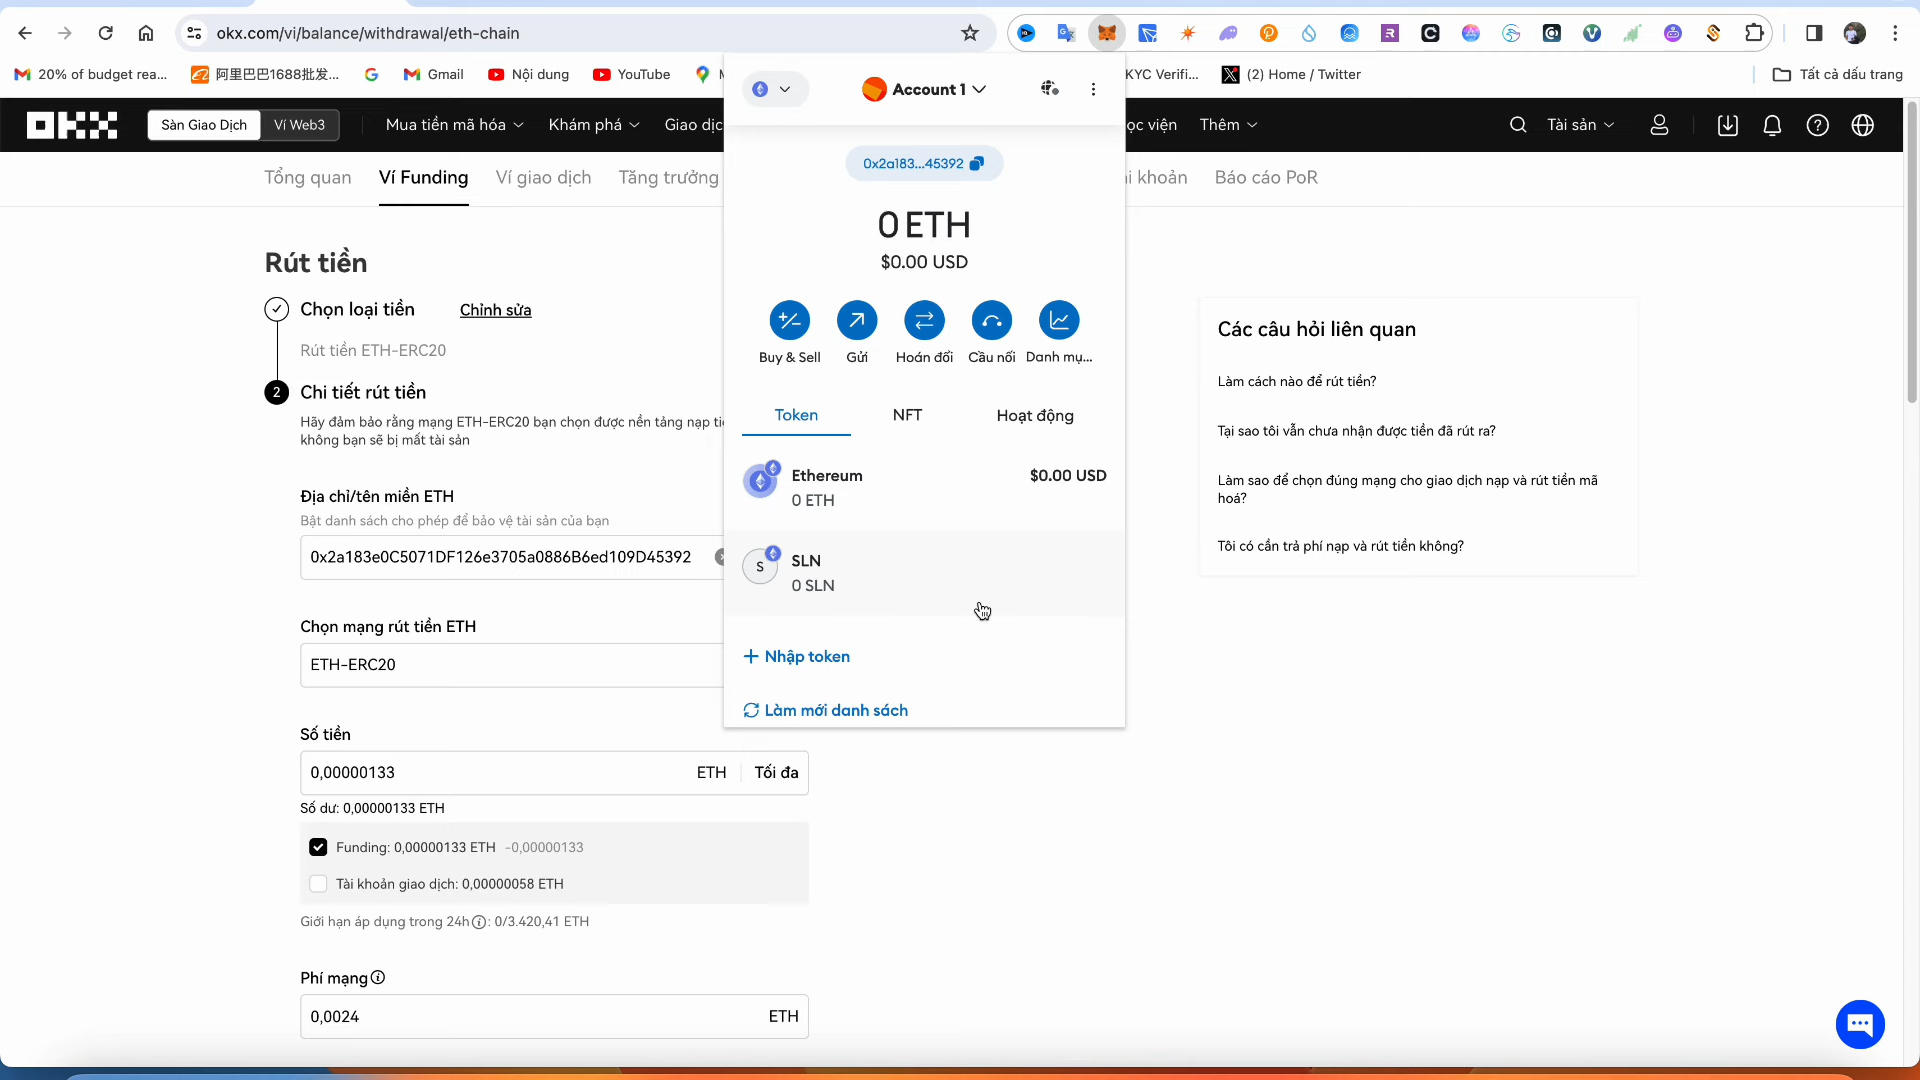 okx.com/vi/balance/withdrawal/eth-chain
20% of budget rea...
阿里巴巴1688批发...
Gmail
Nội dung
YouTube
KYC Verifi...
(2) Home / Twitter
Tất cả dấu trang
OKX
Sàn Giao Dịch
Ví Web3
Mua tiền mã hóa
Khám phá
Giao dịc
ọc viện
Thêm
Tài sản
Tổng quan
Ví Funding
Ví giao dịch
Tăng trưởng
i khoản
Báo cáo PoR
Account 1
0x2a183...45392
0 ETH
$0.00 USD
Buy & Sell
Gửi
Hoán đổi
Cầu nối
Danh mụ...
Token
NFT
Hoạt động
Ethereum
$0.00 USD
0 ETH
S
SLN
0 SLN
+ Nhập token
Làm mới danh sách
Rút tiền
Chọn loại tiền
Chỉnh sửa
Rút tiền ETH-ERC20
2
Chi tiết rút tiền
Hãy đảm bảo rằng mạng ETH-ERC20 bạn chọn được nền tảng nạp ti
không bạn sẽ bị mất tài sản
Địa chỉ/tên miền ETH
Bật danh sách cho phép để bảo vệ tài sản của bạn
0x2a183e0C5071DF126e3705a0886B6ed109D45392
Chọn mạng rút tiền ETH
ETH-ERC20
Số tiền
0,00000133
ETH
Tối đa
Số dư: 0,00000133 ETH
Funding: 0,00000133 ETH -0,00000133
Tài khoản giao dịch: 0,00000058 ETH
Giới hạn áp dụng trong 24h: 0/3.420,41 ETH
Phí mạng
0,0024
ETH
Các câu hỏi liên quan
Làm cách nào để rút tiền?
Tại sao tôi vẫn chưa nhận được tiền đã rút ra?
Làm sao để chọn đúng mạng cho giao dịch nạp và rút tiền mã
hoá?
Tôi có cần trả phí nạp và rút tiền không?